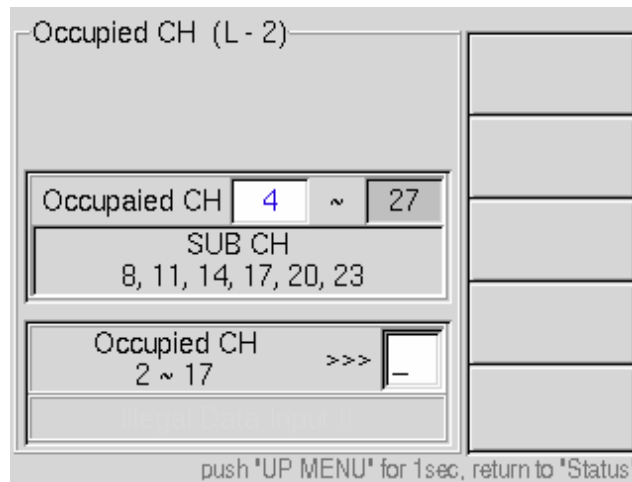 Occupied CH (L - 2)
Occupaied CH 4 ~ 27
SUB CH
8, 11, 14, 17, 20, 23
Occupied CH
2 ~ 17 >>> _
Illegal Data Input !!
push "UP MENU" for 1sec, return to "Status"